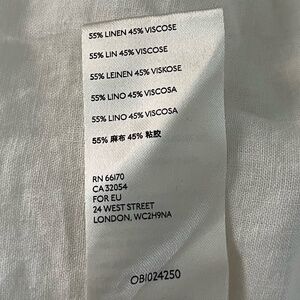 55% LINEN 45% VISCOSE
55% LIN 45% VISCOSE
55% LEINEN 45% VISKOSE
55% LINO 45% VISCOSA
55% LINO 45% VISCOSA
55% 麻布 45% 粘胶
RN 66170
CA 32054
FOR EU
24 WEST STREET
LONDON, WC2H9NA
OBI024250